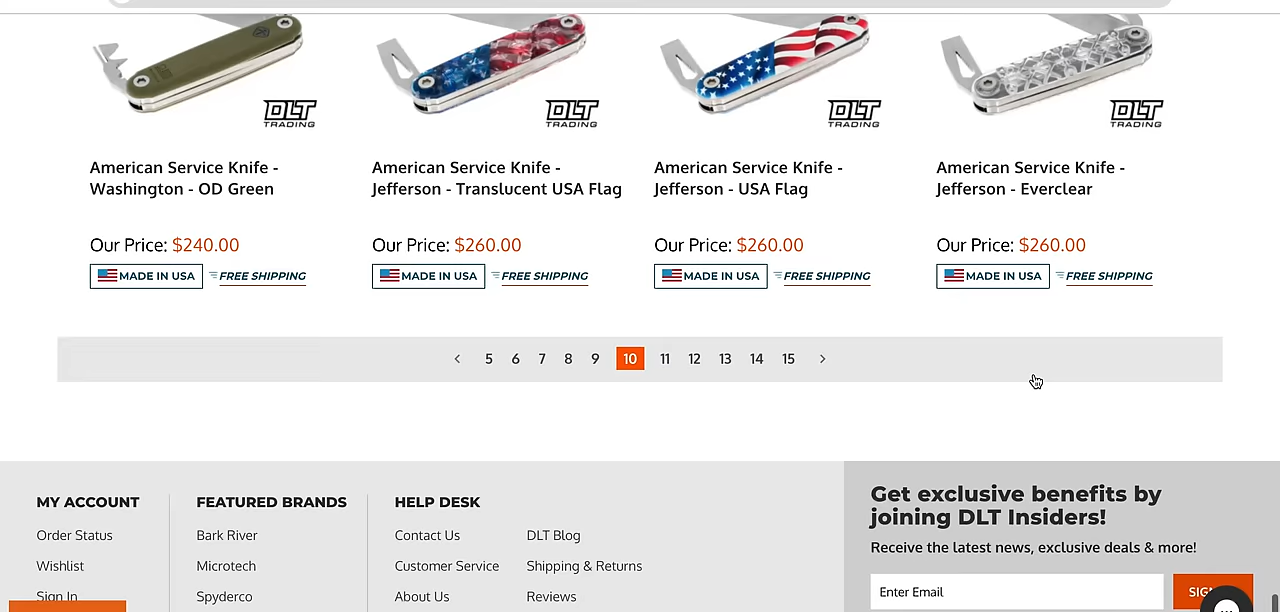 DLT TRADING
DLT TRADING
DLT TRADING
DLT TRADING
American Service Knife -
Washington - OD Green
American Service Knife -
Jefferson - Translucent USA Flag
American Service Knife -
Jefferson - USA Flag
American Service Knife -
Jefferson - Everclear
Our Price: $240.00
Our Price: $260.00
Our Price: $260.00
Our Price: $260.00
MADE IN USA FREE SHIPPING
MADE IN USA FREE SHIPPING
MADE IN USA FREE SHIPPING
MADE IN USA FREE SHIPPING
5 6 7 8 9 10 11 12 13 14 15
MY ACCOUNT
Order Status
Wishlist
Sign In
FEATURED BRANDS
Bark River
Microtech
Spyderco
HELP DESK
Contact Us
Customer Service
About Us
DLT Blog
Shipping & Returns
Reviews
Get exclusive benefits by
joining DLT Insiders!
Receive the latest news, exclusive deals & more!
Enter Email